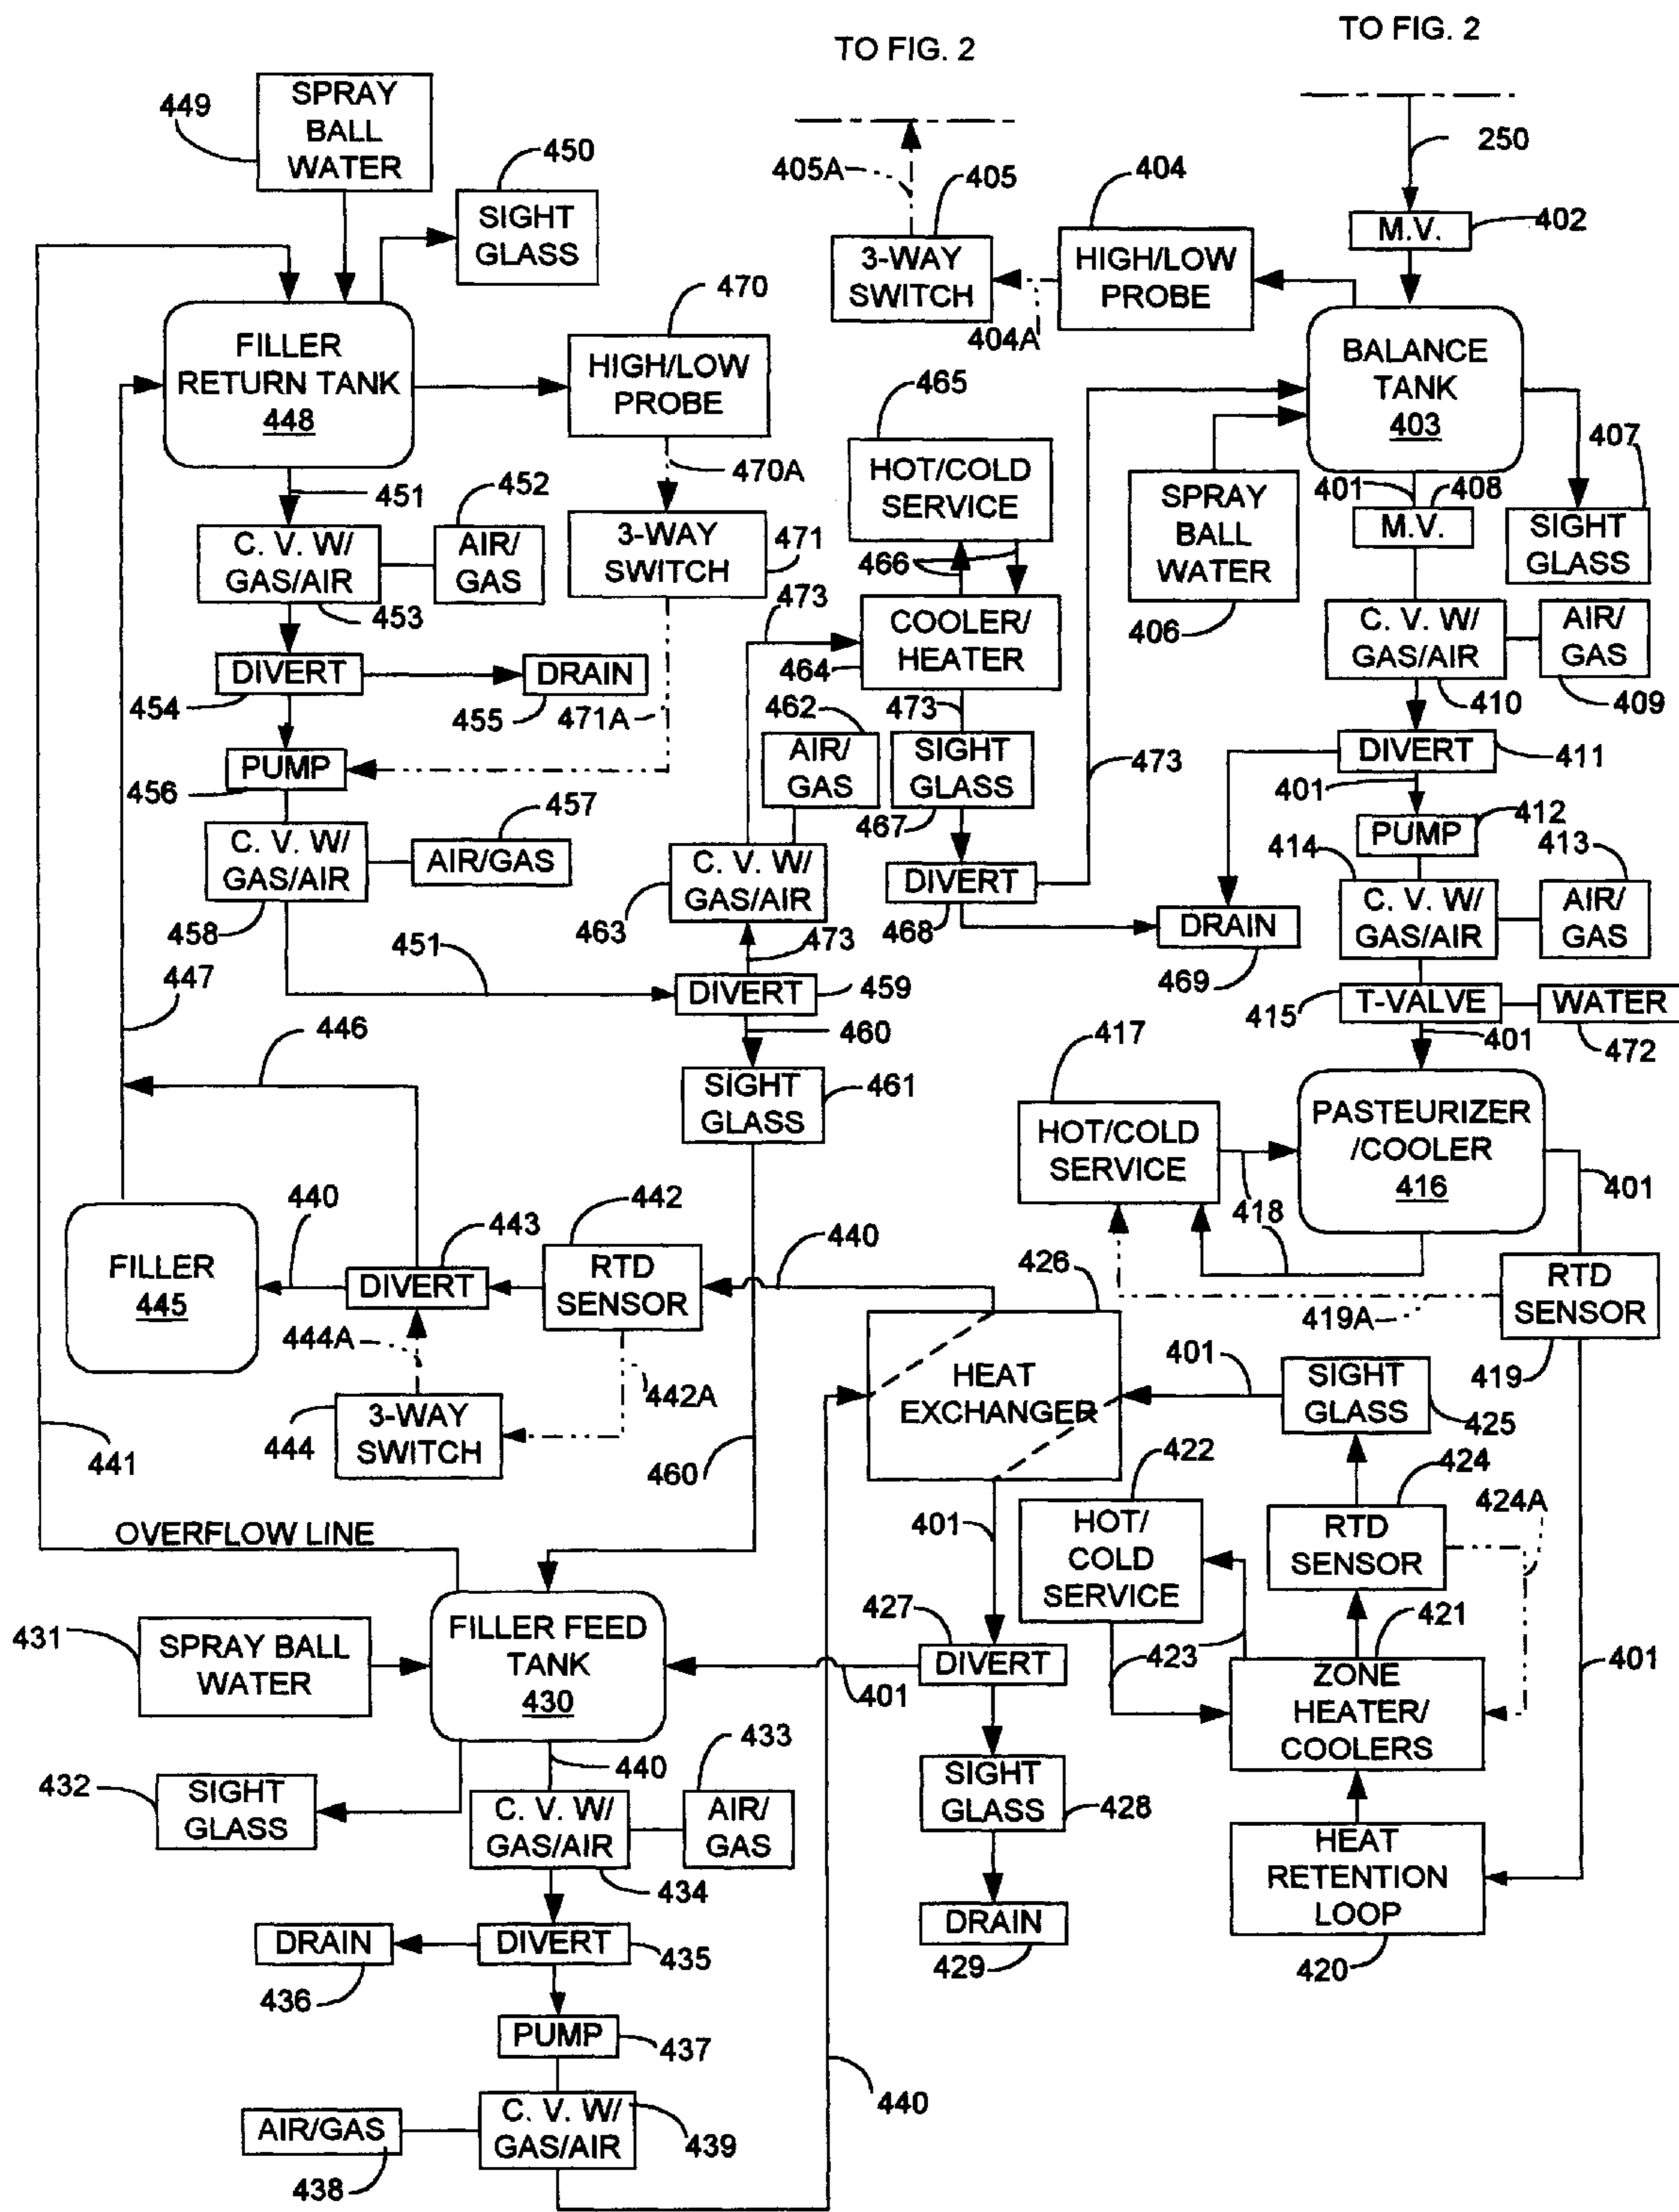 TO FIG. 2
TO FIG. 2
449
SPRAY
BALL
WATER
450
SIGHT
GLASS
405A
405
3-WAY
SWITCH
404
HIGH/LOW
PROBE
404A
250
M.V.
402
FILLER
RETURN TANK
448
470
HIGH/LOW
PROBE
470A
BALANCE
TANK
403
407
SIGHT
GLASS
465
HOT/COLD
SERVICE
466
SPRAY
BALL
WATER
406
401
408
M.V.
451
452
C. V. W/
GAS/AIR
AIR/
GAS
453
3-WAY
SWITCH
471
473
COOLER/
HEATER
464
C. V. W/
GAS/AIR
AIR/
GAS
410
409
DIVERT
454
DRAIN
455
471A
462
473
AIR/
GAS
SIGHT
GLASS
467
473
DIVERT
411
401
PUMP
456
457
C. V. W/
GAS/AIR
AIR/GAS
458
C. V. W/
GAS/AIR
463
DIVERT
468
PUMP
412
414
413
C. V. W/
GAS/AIR
AIR/
GAS
DRAIN
469
447
451
473
DIVERT
459
460
415
T-VALVE
WATER
401
472
446
SIGHT
GLASS
461
417
HOT/COLD
SERVICE
418
PASTEURIZER
/COOLER
416
401
FILLER
445
440
443
DIVERT
442
RTD
SENSOR
440
426
419A
RTD
SENSOR
419
444A
444
3-WAY
SWITCH
442A
441
460
HEAT
EXCHANGER
401
SIGHT
GLASS
425
422
424
424A
OVERFLOW LINE
401
HOT/
COLD
SERVICE
RTD
SENSOR
431
SPRAY BALL
WATER
FILLER FEED
TANK
430
427
DIVERT
401
423
421
ZONE
HEATER/
COOLERS
401
432
SIGHT
GLASS
440
433
C. V. W/
GAS/AIR
AIR/
GAS
434
SIGHT
GLASS
428
HEAT
RETENTION
LOOP
420
DRAIN
436
DIVERT
435
DRAIN
429
PUMP
437
AIR/GAS
438
C. V. W/
GAS/AIR
439
440